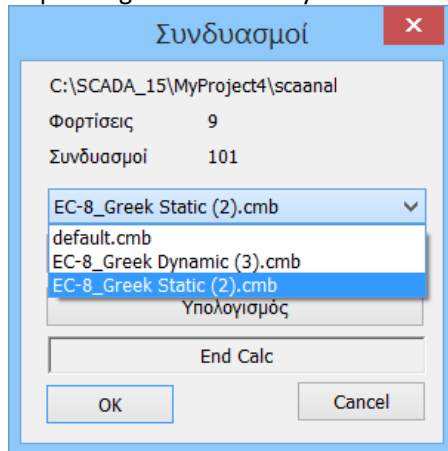 Συνδυασμοί
C:\SCADA_15\MyProject4\scaanal
Φορτίσεις 9
Συνδυασμοί 101
EC-8_Greek Static (2).cmb
default.cmb
EC-8_Greek Dynamic (3).cmb
EC-8_Greek Static (2).cmb
Υπολογισμός
End Calc
OK Cancel